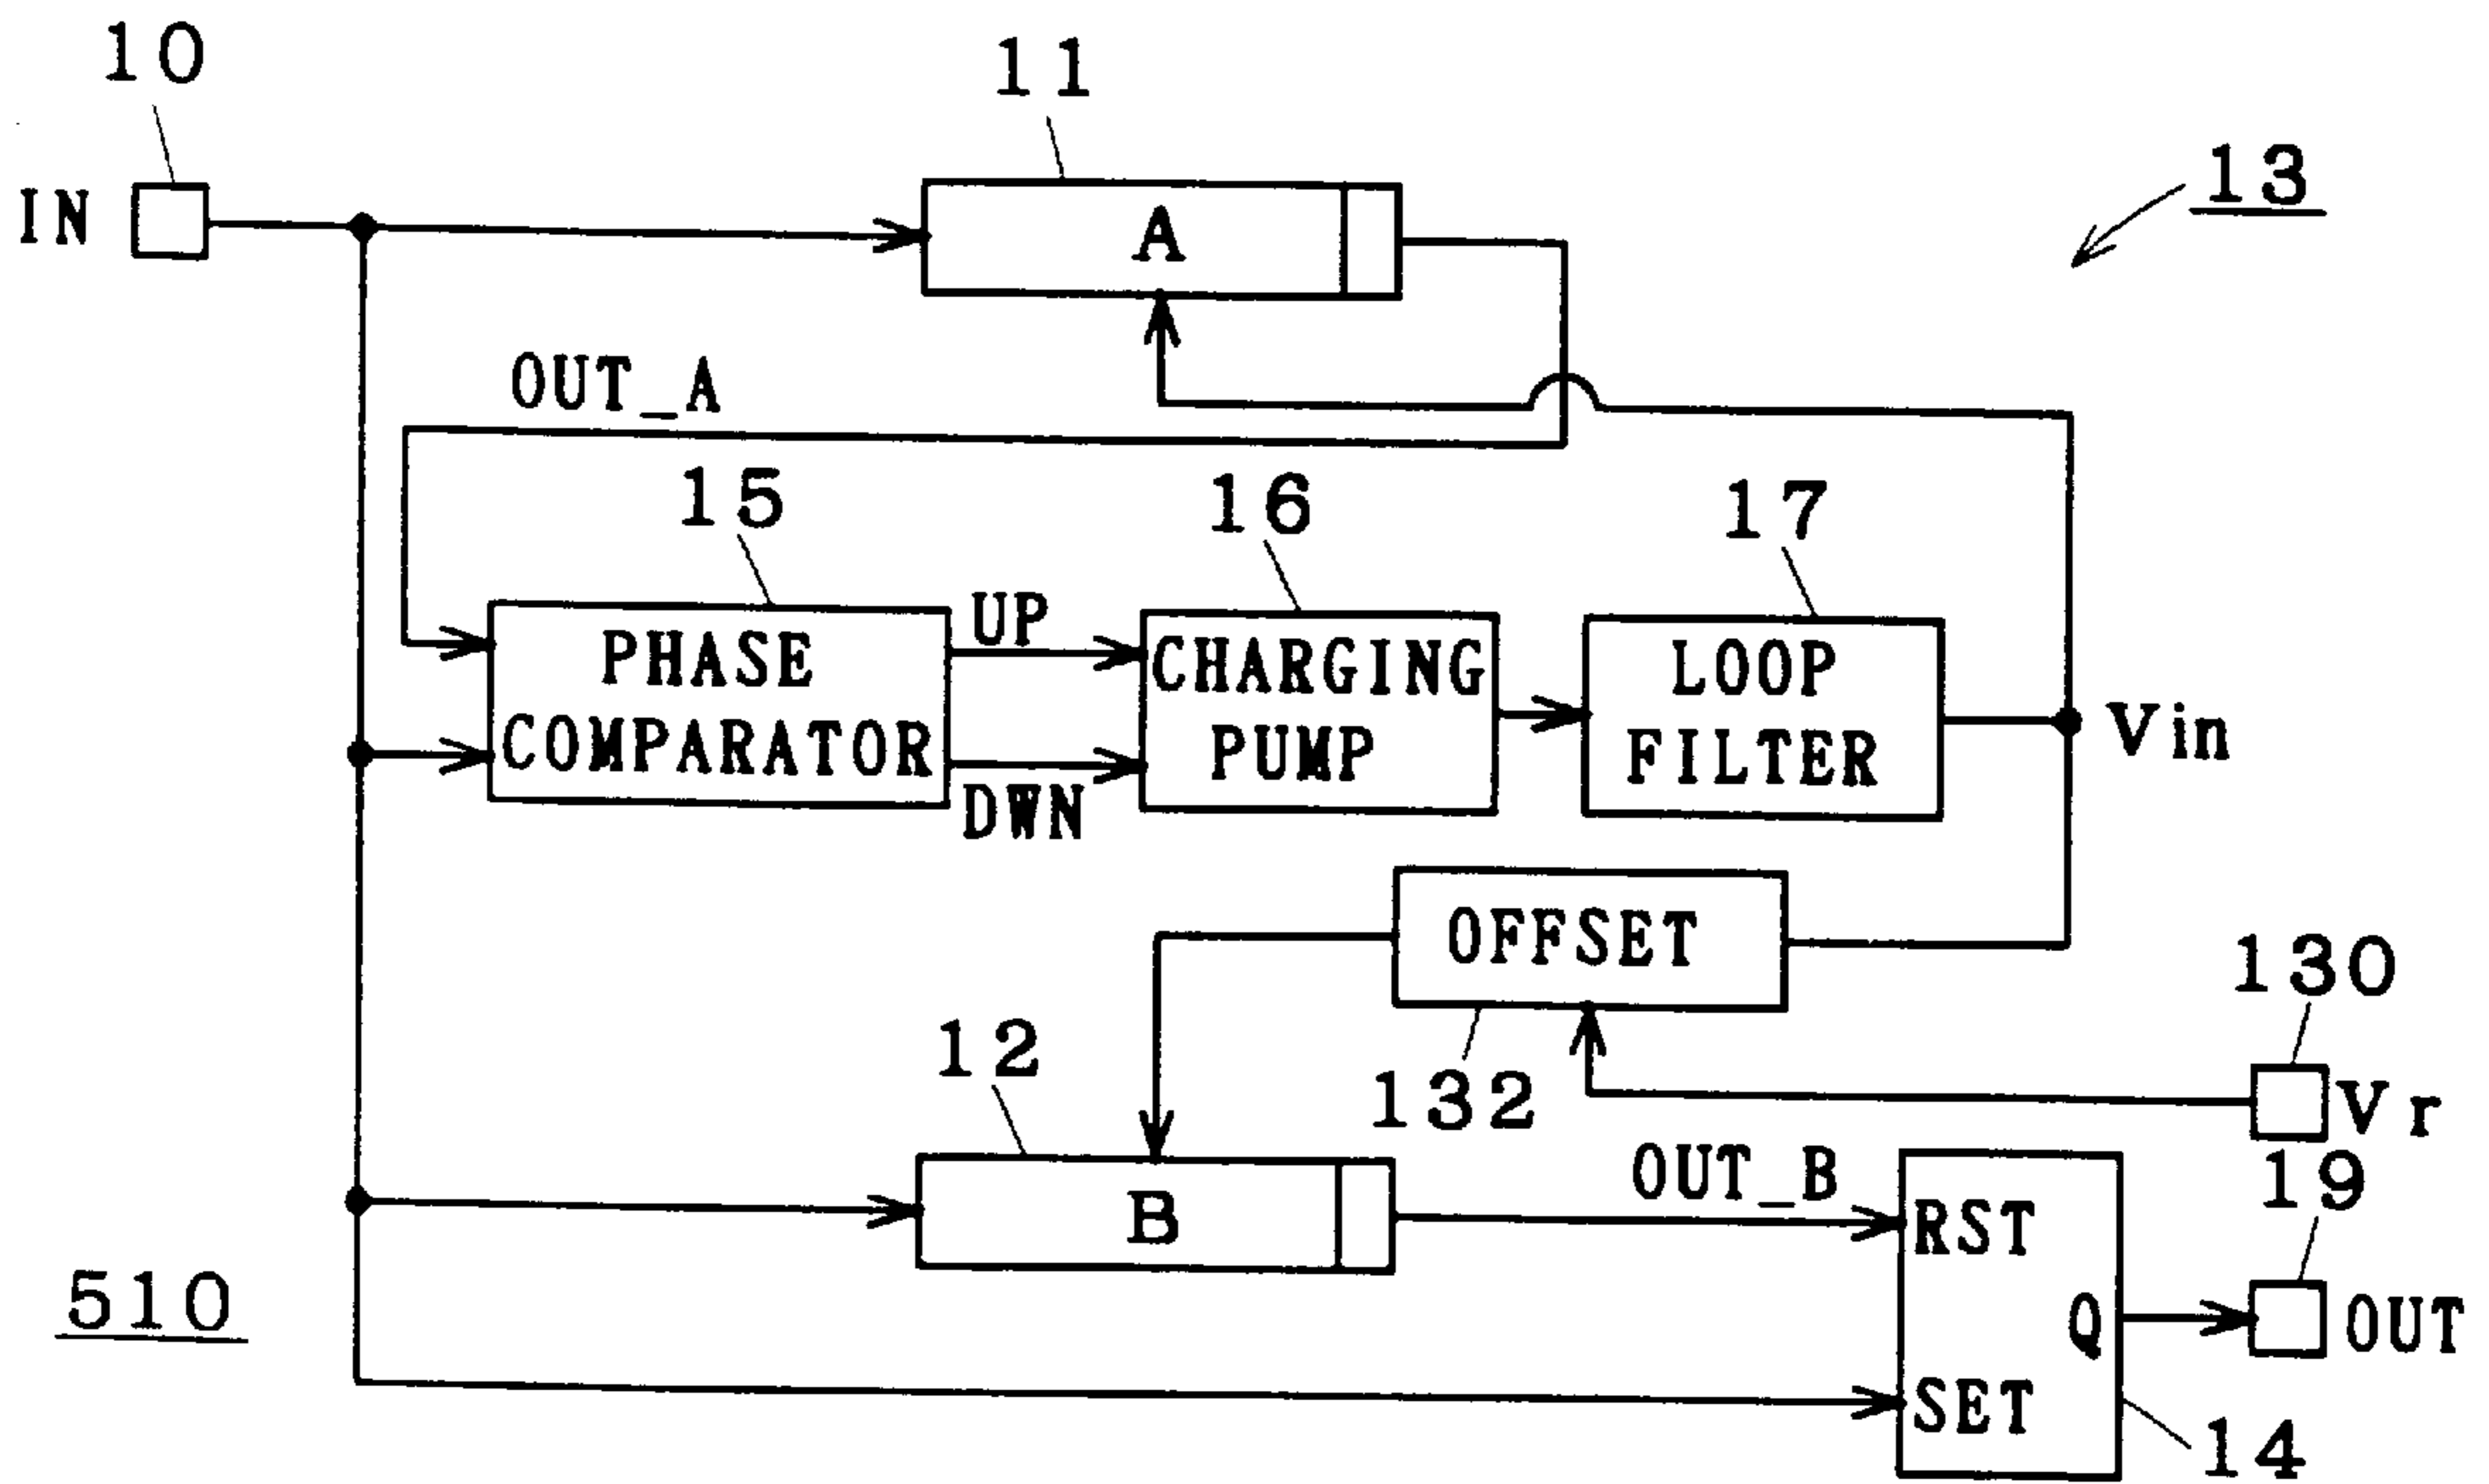 10
11
13
IN
A
OUT_A
15
16
17
UP
PHASE
COMPARATOR
CHARGING
PUMP
LOOP
FILTER
Vin
DWN
OFFSET
130
12
132
Vr
OUT_B
19
B
RST
510
Q
OUT
SET
14